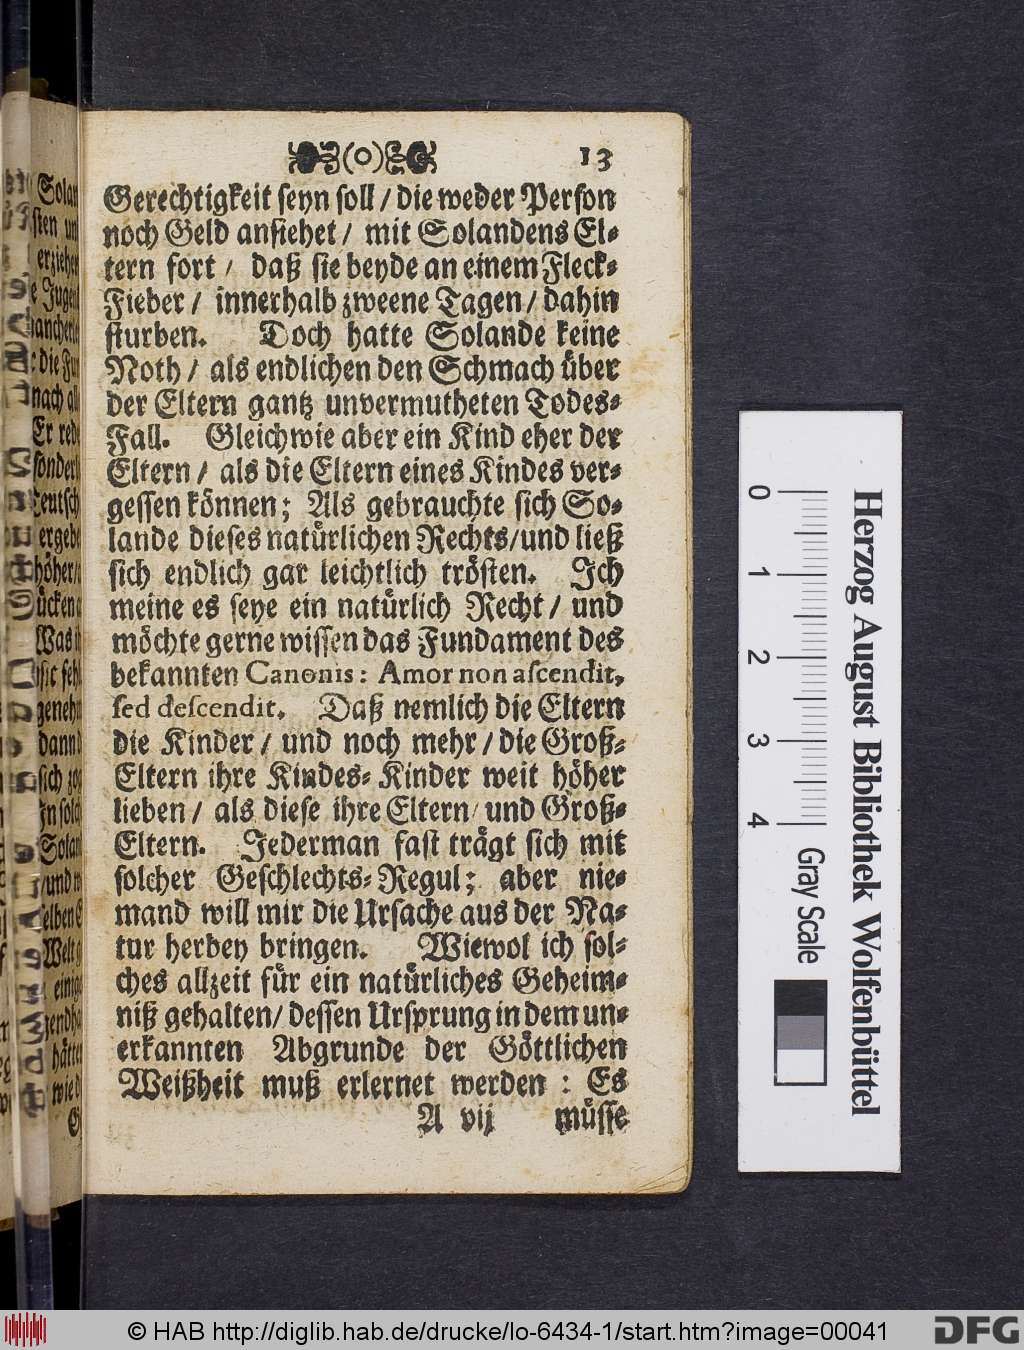 13
Gerechtigkeit seyn soll / die weder Person
noch Geld ansiehet / mit Solandens El-
tern fort / daß sie beyde an einem Fleck-
Fieber / innerhalb zweene Tagen / dahin
sturben. Doch hatte Solande keine
Noth / als endlichen den Schmach über
der Eltern gantz unvermutheten Todes-
Fall. Gleichwie aber ein Kind eher der
Eltern / als die Eltern eines Kindes ver-
gessen können; Als gebrauchte sich So-
lande dieses natürlichen Rechts/und ließ
sich endlich gar leichtlich trösten. Ich
meine es seye ein natürlich Recht / und
möchte gerne wissen das Fundament des
bekannten Canonis: Amor non aſcendit,
ſed deſcendit. Daß nemlich die Eltern
die Kinder / und noch mehr / die Groß-
Eltern ihre Kindes-Kinder weit höher
lieben / als diese ihre Eltern / und Groß-
Eltern. Jederman fast trägt sich mit
solcher Geschlechts-Regul; aber nie-
mand will mir die Ursache aus der Na-
tur herbey bringen. Wiewol ich sol-
ches allzeit für ein natürliches Geheim-
niß gehalten/ dessen Ursprung in dem un-
erkannten Abgrunde der Göttlichen
Weißheit muß erlernet werden : Es
A vij müsse
Herzog August Bibliothek Wolfenbüttel
0 1 2 3 4 Gray Scale
© HAB http://diglib.hab.de/drucke/lo-6434-1/start.htm?image=00041
DFG